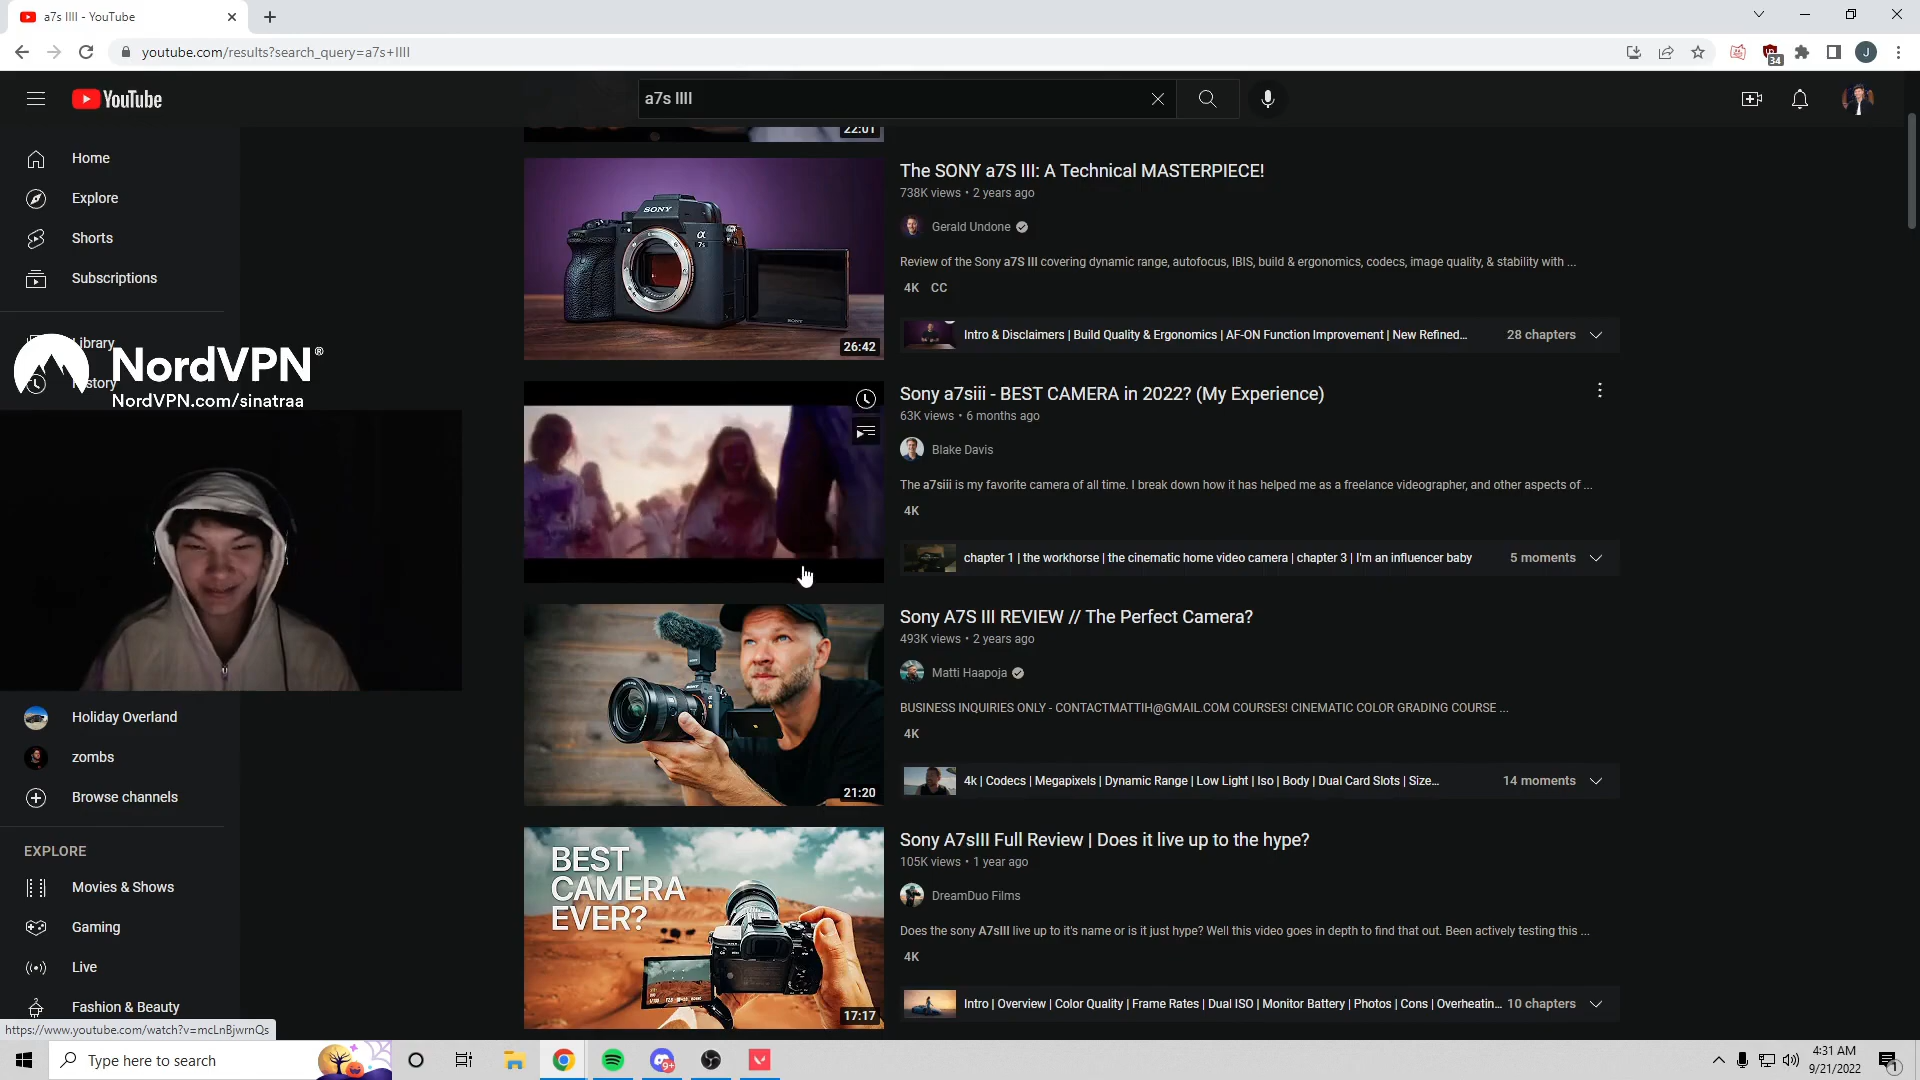 a7s IIII - YouTube
youtube.com/results?search_query=a7s+IIII
34
J
YouTube
a7s IIII
Home
Explore
Shorts
Subscriptions
Library
History
NordVPN®
NordVPN.com/sinatraa
Holiday Overland
zombs
Browse channels
EXPLORE
Movies & Shows
Gaming
Live
Fashion & Beauty
22:01
SONY
α
7s
SONY
26:42
The SONY a7S III: A Technical MASTERPIECE!
738K views • 2 years ago
Gerald Undone
Review of the Sony a7S III covering dynamic range, autofocus, IBIS, build & ergonomics, codecs, image quality, & stability with ...
4K CC
Intro & Disclaimers | Build Quality & Ergonomics | AF-ON Function Improvement | New Refined... 28 chapters
Sony a7siii - BEST CAMERA in 2022? (My Experience)
63K views • 6 months ago
Blake Davis
The a7siii is my favorite camera of all time. I break down how it has helped me as a freelance videographer, and other aspects of ...
4K
chapter 1 | the workhorse | the cinematic home video camera | chapter 3 | I'm an influencer baby 5 moments
21:20
Sony A7S III REVIEW // The Perfect Camera?
493K views • 2 years ago
Matti Haapoja
BUSINESS INQUIRIES ONLY - CONTACTMATTIH@GMAIL.COM COURSES! CINEMATIC COLOR GRADING COURSE ...
4K
4k | Codecs | Megapixels | Dynamic Range | Low Light | Iso | Body | Dual Card Slots | Size... 14 moments
BEST
CAMERA
EVER?
17:17
Sony A7sIII Full Review | Does it live up to the hype?
105K views • 1 year ago
DreamDuo Films
Does the sony A7sIII live up to it's name or is it just hype? Well this video goes in depth to find that out. Been actively testing this ...
4K
Intro | Overview | Color Quality | Frame Rates | Dual ISO | Monitor Battery | Photos | Cons | Overheatin... 10 chapters
https://www.youtube.com/watch?v=mcLnBjwrnQs
Type here to search
9+
4:31 AM
9/21/2022
1